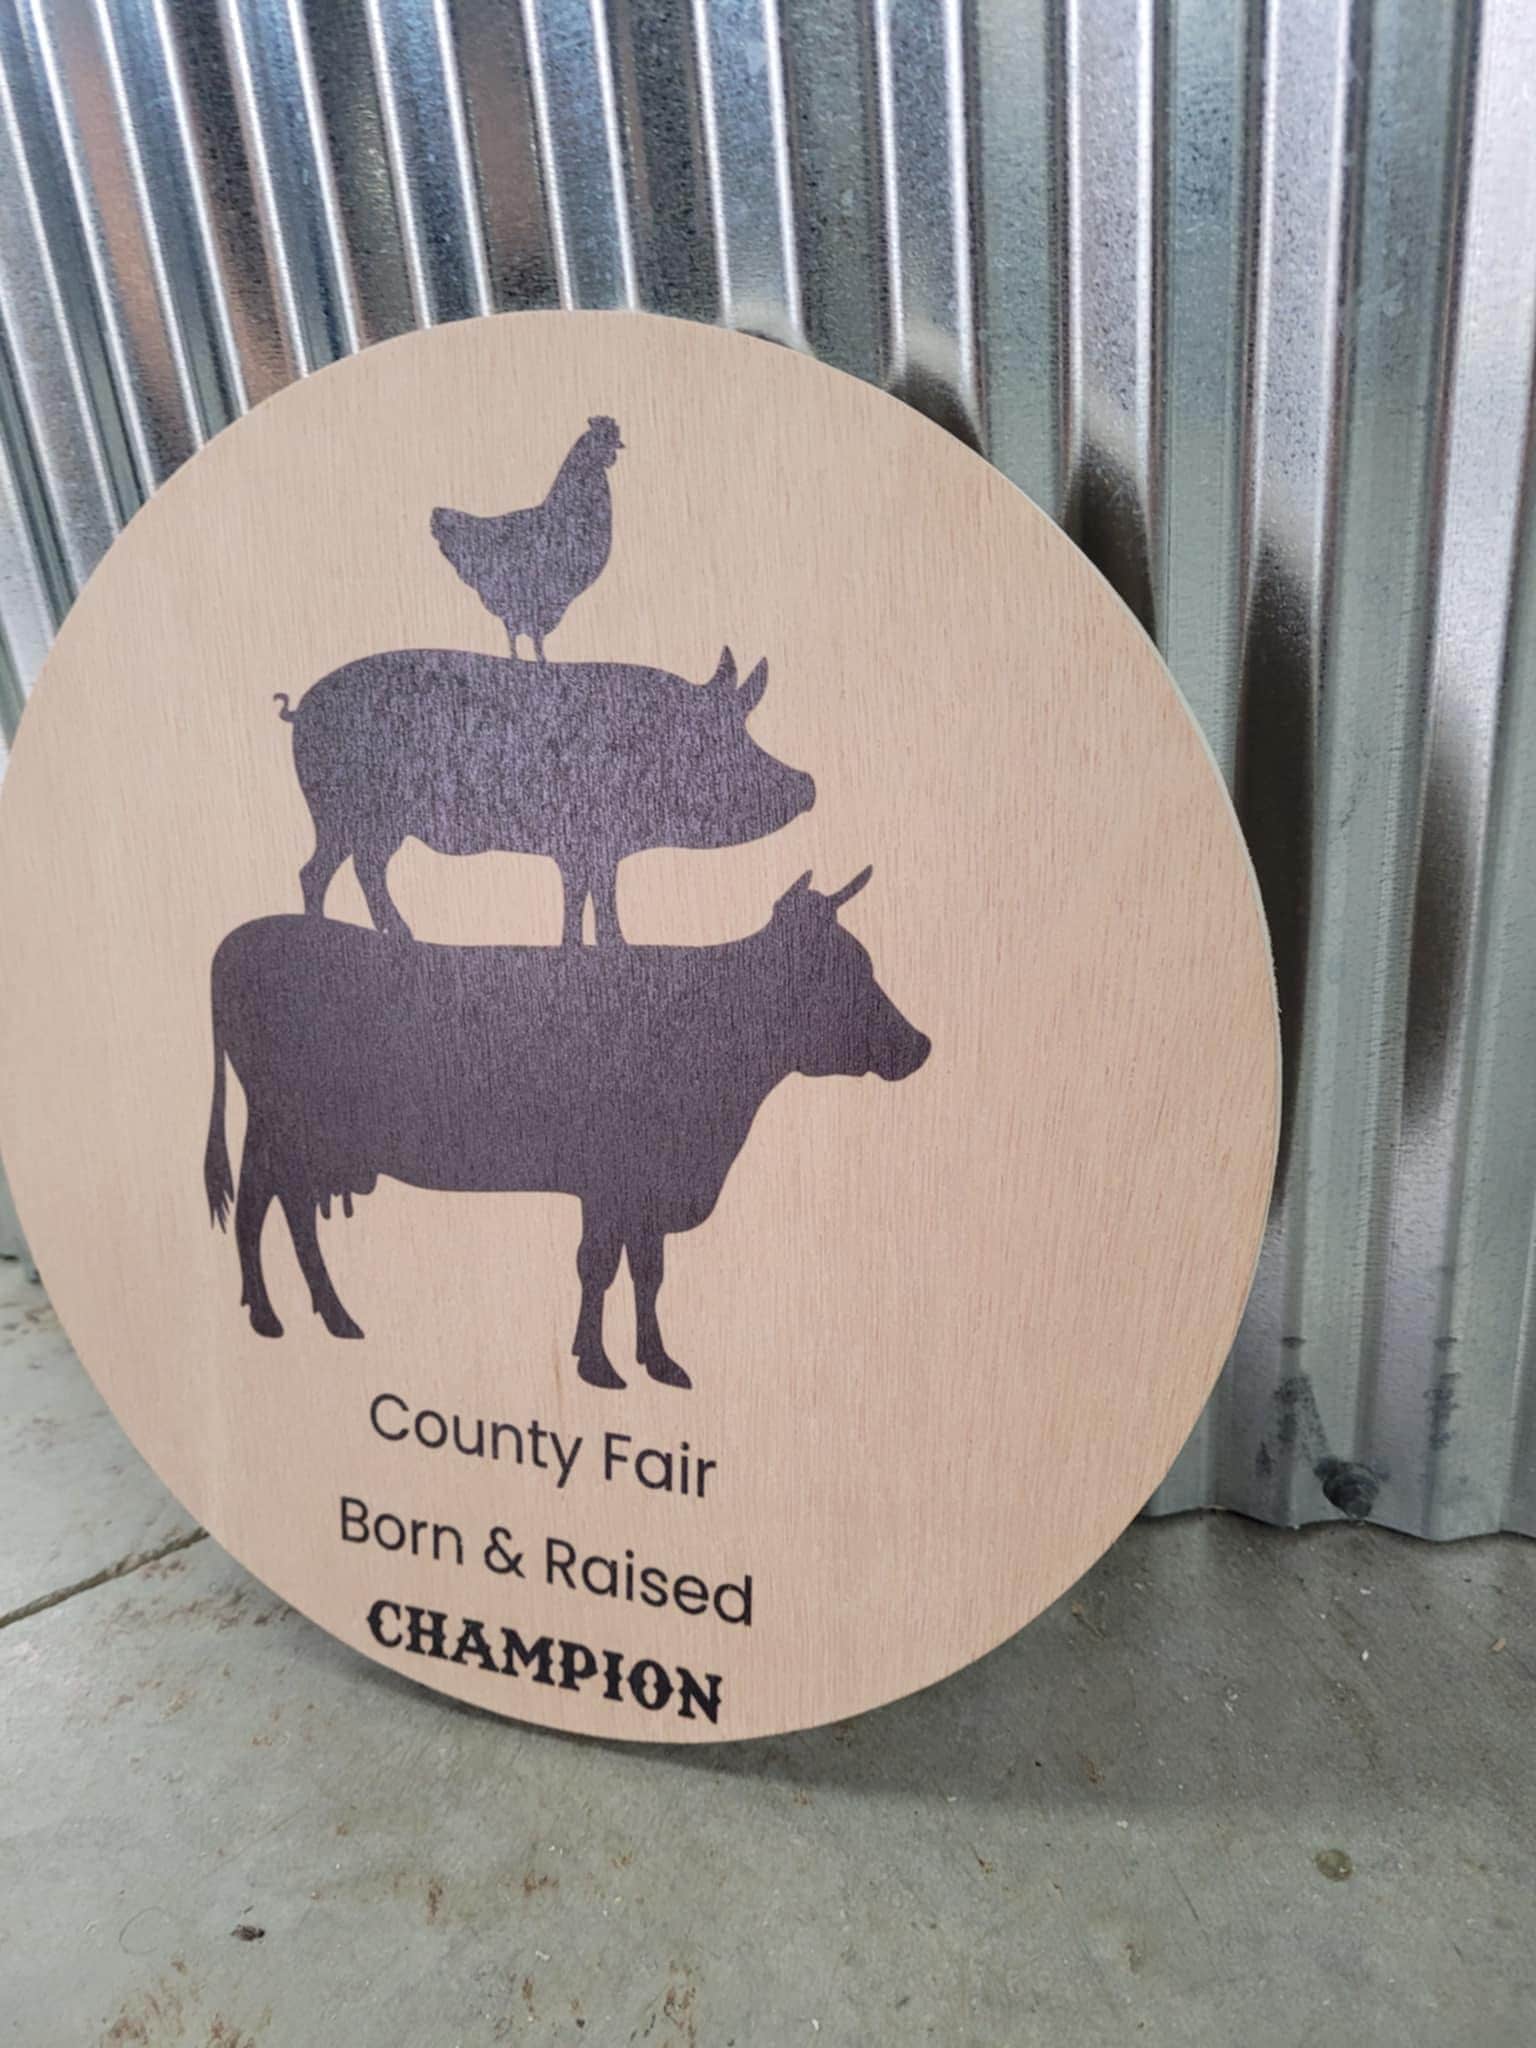 County Fair
Born & Raised
CHAMPION